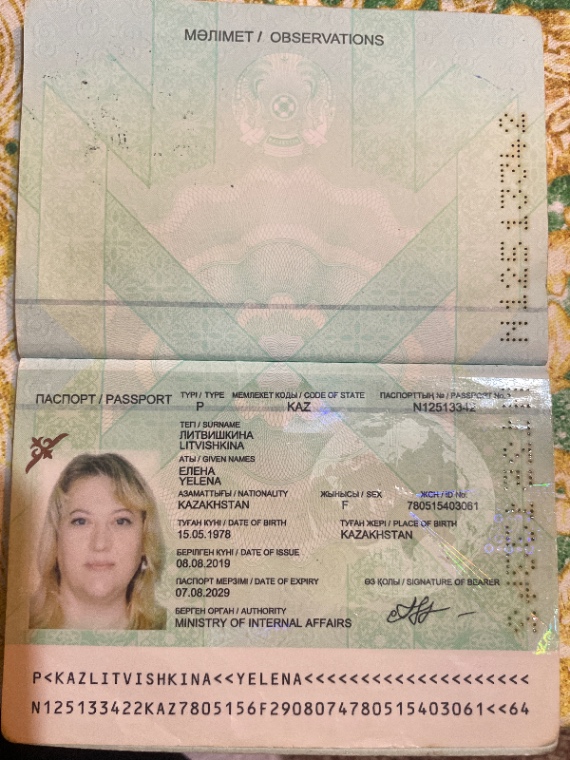 МӘЛІМЕТ / OBSERVATIONS
N12513342
ПАСПОРТ / PASSPORT
ТҮРІ / TYPE МЕМЛЕКЕТ КОДЫ / CODE OF STATE ПАСПОРТТЫҢ № / PASSPORT No.
P KAZ N12513342
ТЕГІ / SURNAME
ЛИТВИШКИНА
LITVISHKINA
АТЫ / GIVEN NAMES
ЕЛЕНА
YELENA
АЗАМАТТЫҒЫ / NATIONALITY ЖЫНЫСЫ / SEX ЖСН / ID No.
KAZAKHSTAN F 780515403061
ТУҒАН КҮНІ / DATE OF BIRTH ТУҒАН ЖЕРІ / PLACE OF BIRTH
15.05.1978 KAZAKHSTAN
БЕРІЛГЕН КҮНІ / DATE OF ISSUE
08.08.2019
ПАСПОРТ МЕРЗІМІ / DATE OF EXPIRY ӨЗ ҚОЛЫ / SIGNATURE OF BEARER
07.08.2029
БЕРГЕН ОРГАН / AUTHORITY
MINISTRY OF INTERNAL AFFAIRS
P<KAZLITVISHKINA<<YELENA<<<<<<<<<<<<<<<<<<<<
N125133422KAZ7805156F2908074780515403061<<64